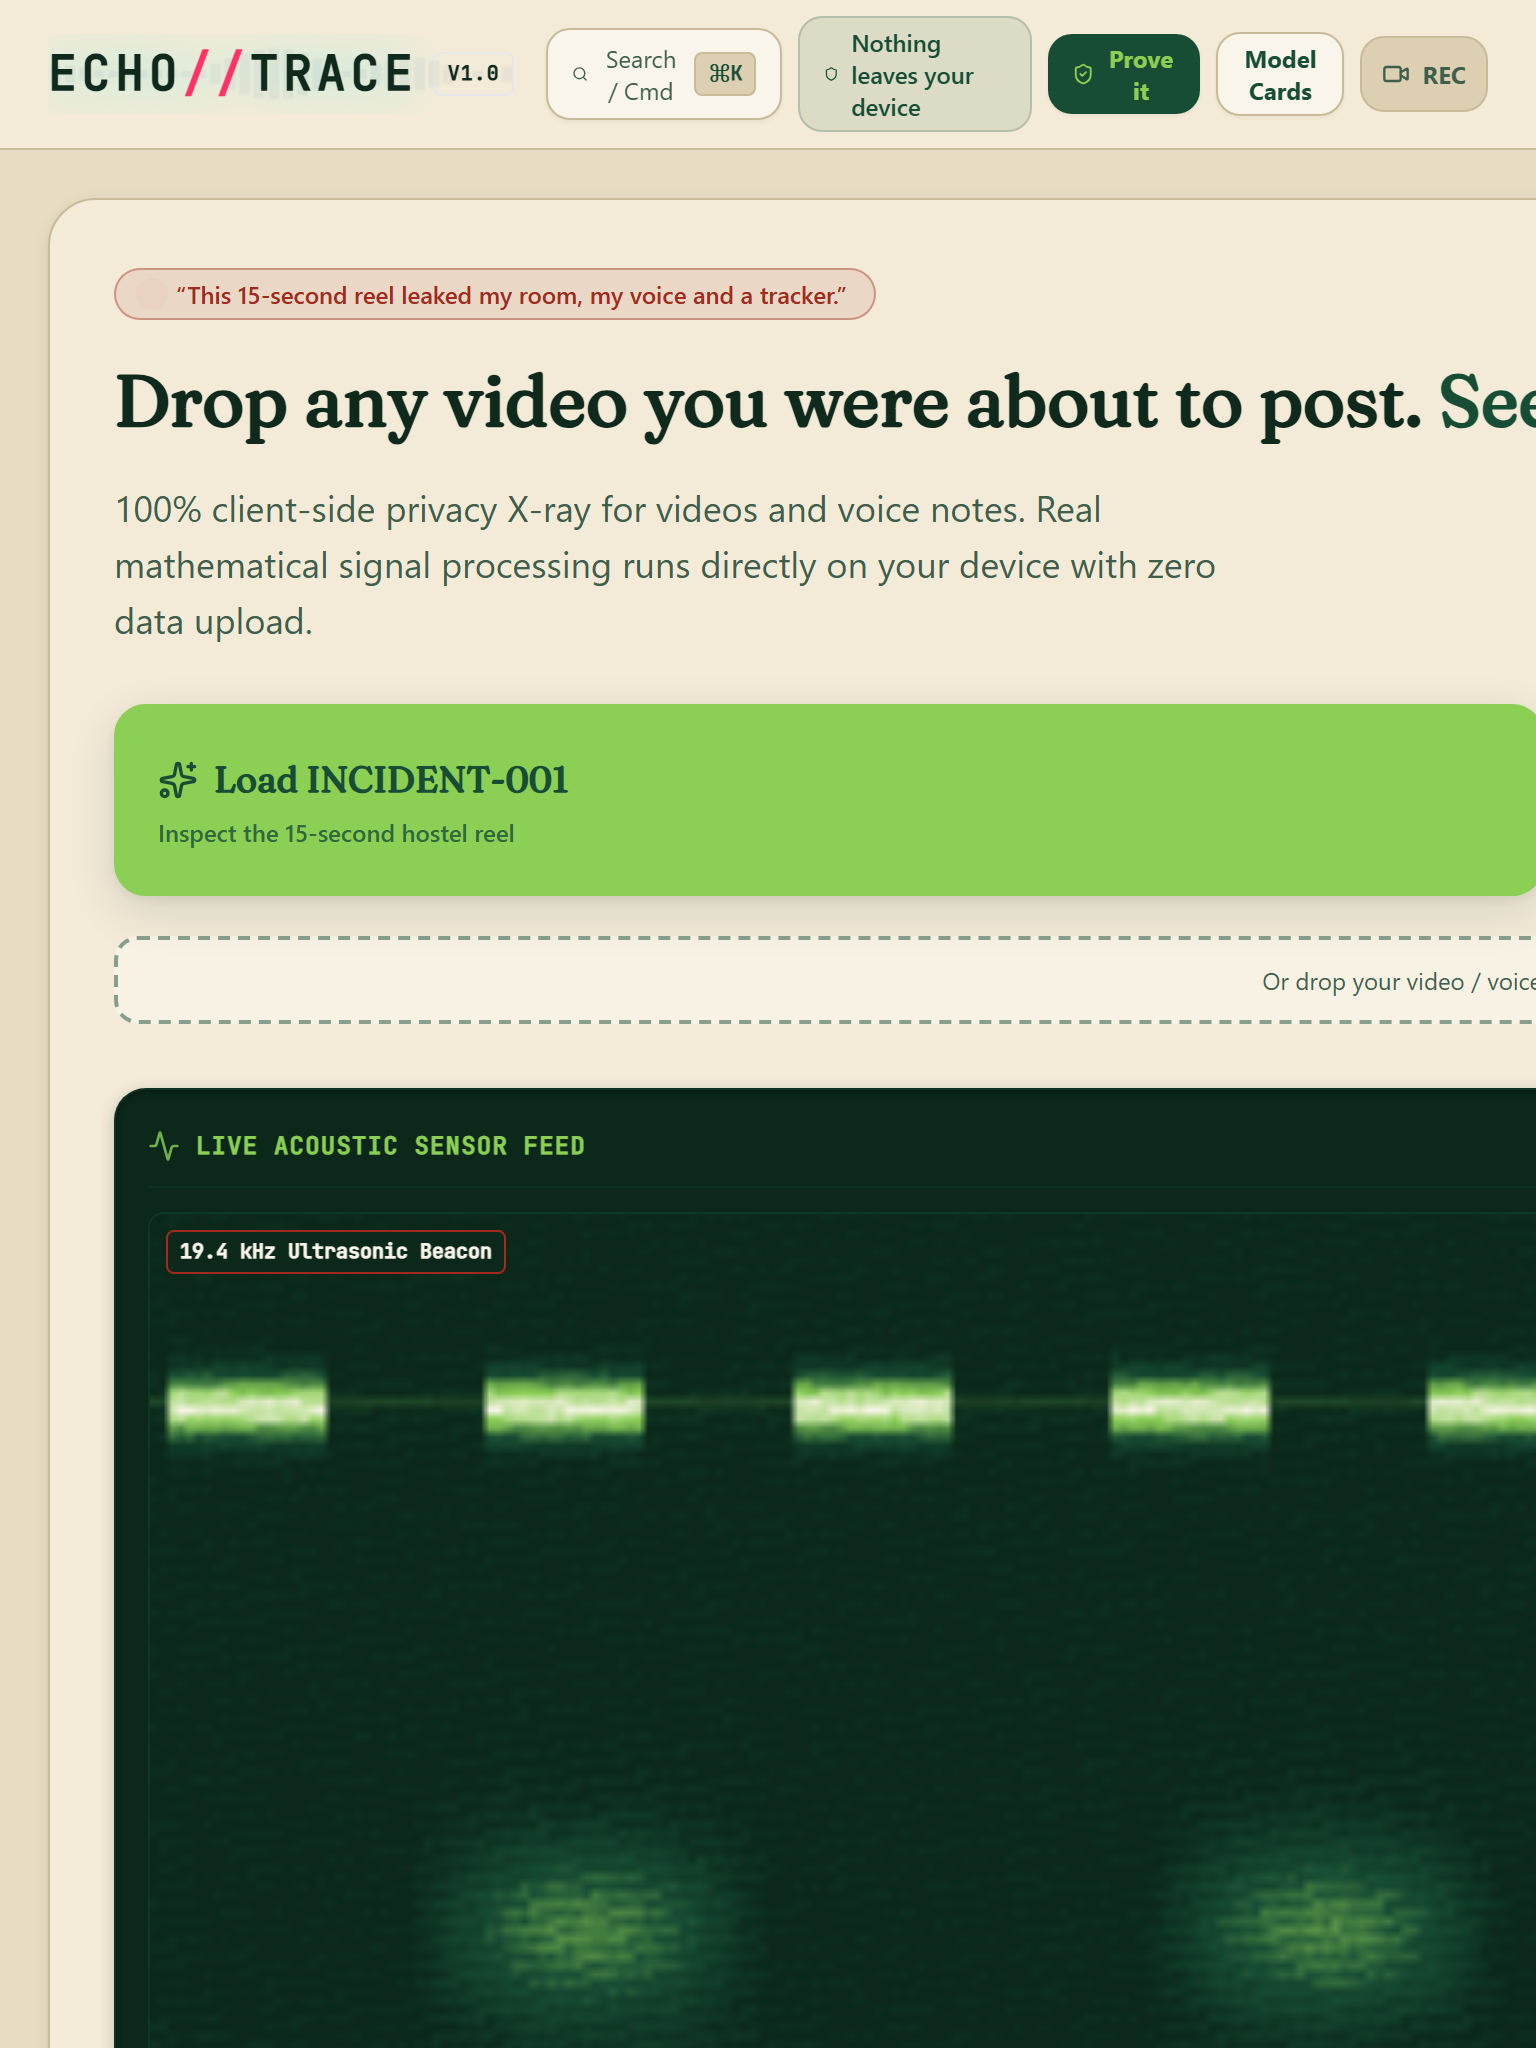 ECHO//TRACE V1.0
Search / Cmd ⌘K
Nothing leaves your device
Prove it
Model Cards
REC
“This 15-second reel leaked my room, my voice and a tracker.”
Drop any video you were about to post. See
100% client-side privacy X-ray for videos and voice notes. Real
mathematical signal processing runs directly on your device with zero
data upload.
Load INCIDENT-001
Inspect the 15-second hostel reel
Or drop your video / voice
LIVE ACOUSTIC SENSOR FEED
19.4 kHz Ultrasonic Beacon